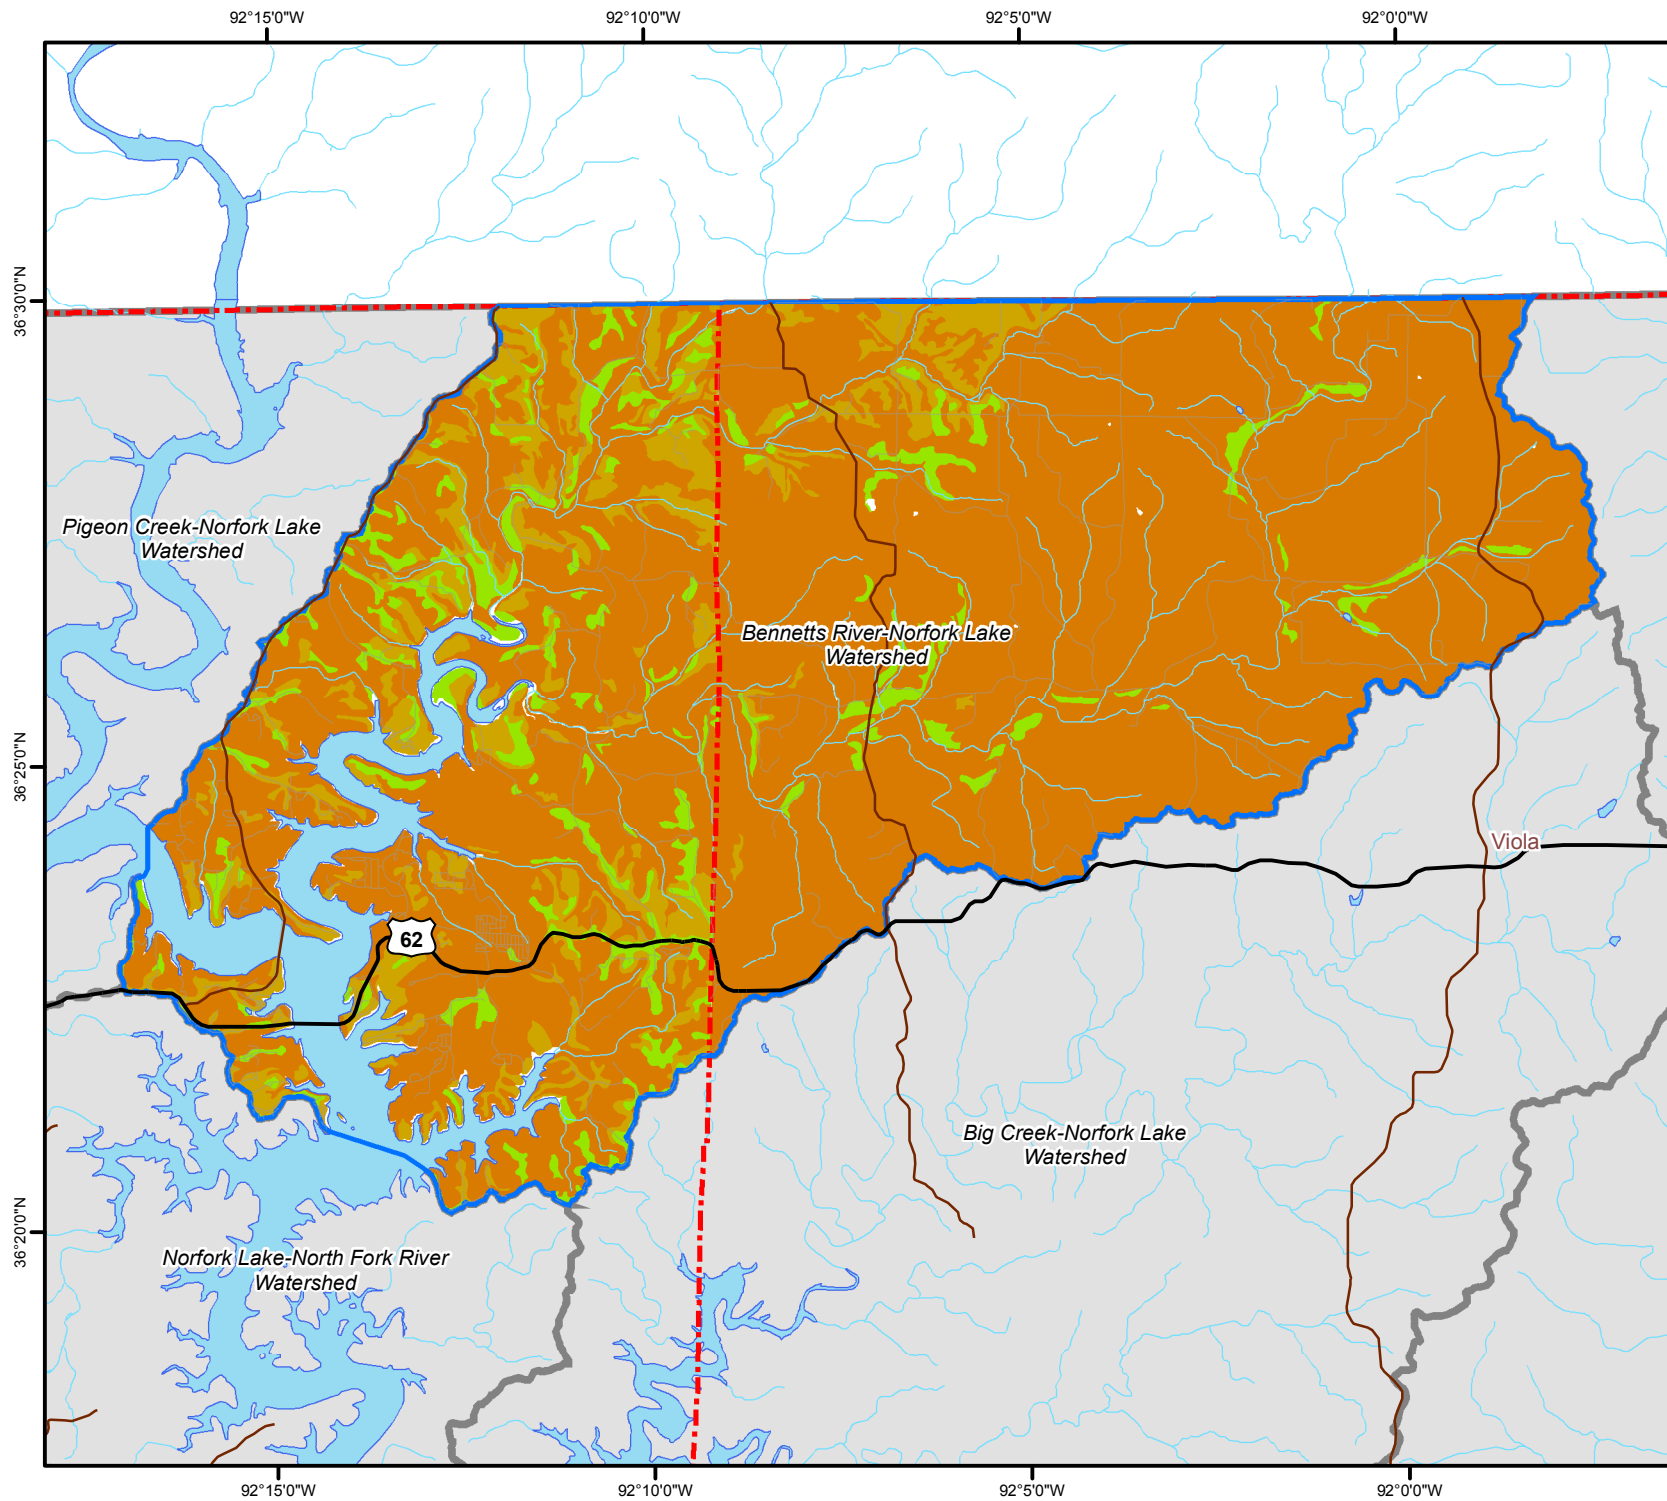 92°15'0"W 92°10'0"W 92°5'0"W 92°0'0"W
36°30'0"N
Pigeon Creek-Norfork Lake
Watershed
Bennetts River-Norfork Lake
Watershed
36°25'0"N
Viola
62
Big Creek-Norfork Lake
Watershed
36°20'0"N
Norfork Lake-North Fork River
Watershed
92°15'0"W 92°10'0"W 92°5'0"W 92°0'0"W